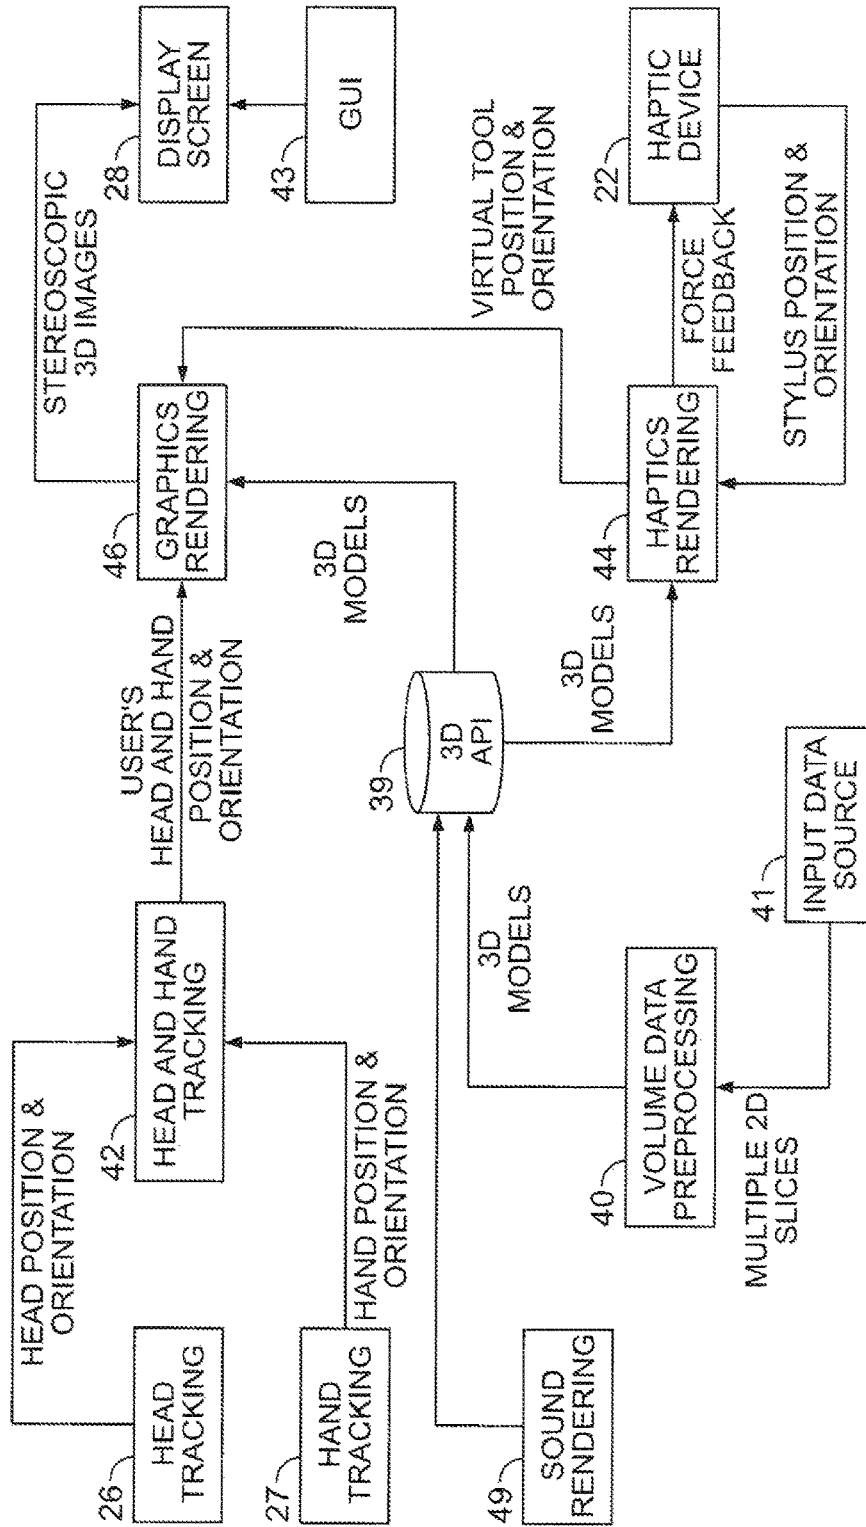 HEAD POSITION &
ORIENTATION
26
HEAD
TRACKING
42
HEAD AND HAND
TRACKING
USER'S
HEAD AND HAND
POSITION &
ORIENTATION
46
GRAPHICS
RENDERING
STEREOSCOPIC
3D IMAGES
28
DISPLAY
SCREEN
27
HAND
TRACKING
HAND POSITION &
ORIENTATION
43
GUI
3D
MODELS
39
3D
API
VIRTUAL TOOL
POSITION &
ORIENTATION
49
SOUND
RENDERING
3D
MODELS
3D
MODELS
40
VOLUME DATA
PREPROCESSING
44
HAPTICS
RENDERING
FORCE
FEEDBACK
22
HAPTIC
DEVICE
MULTIPLE 2D
SLICES
41
INPUT DATA
SOURCE
STYLUS POSITION &
ORIENTATION